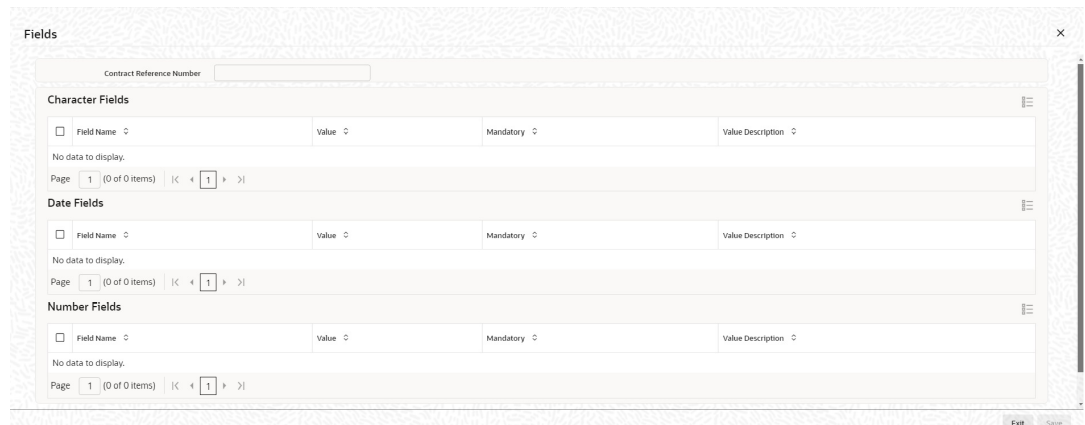 Fields
Contract Reference Number
Character Fields
Field Name Value Mandatory Value Description
No data to display.
Page 1 (0 of 0 items) 1
Date Fields
Field Name Value Mandatory Value Description
No data to display.
Page 1 (0 of 0 items) 1
Number Fields
Field Name Value Mandatory Value Description
No data to display.
Page 1 (0 of 0 items) 1
Exit Save